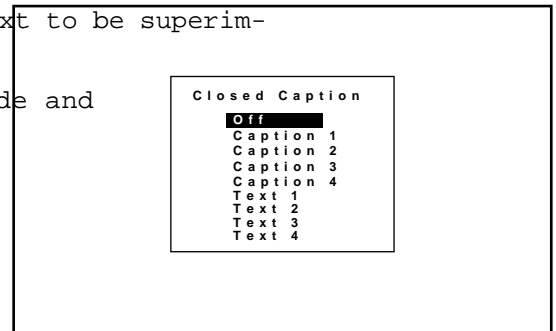 xt to be superim-
de and
Closed Caption
Off
Caption 1
Caption 2
Caption 3
Caption 4
Text 1
Text 2
Text 3
Text 4